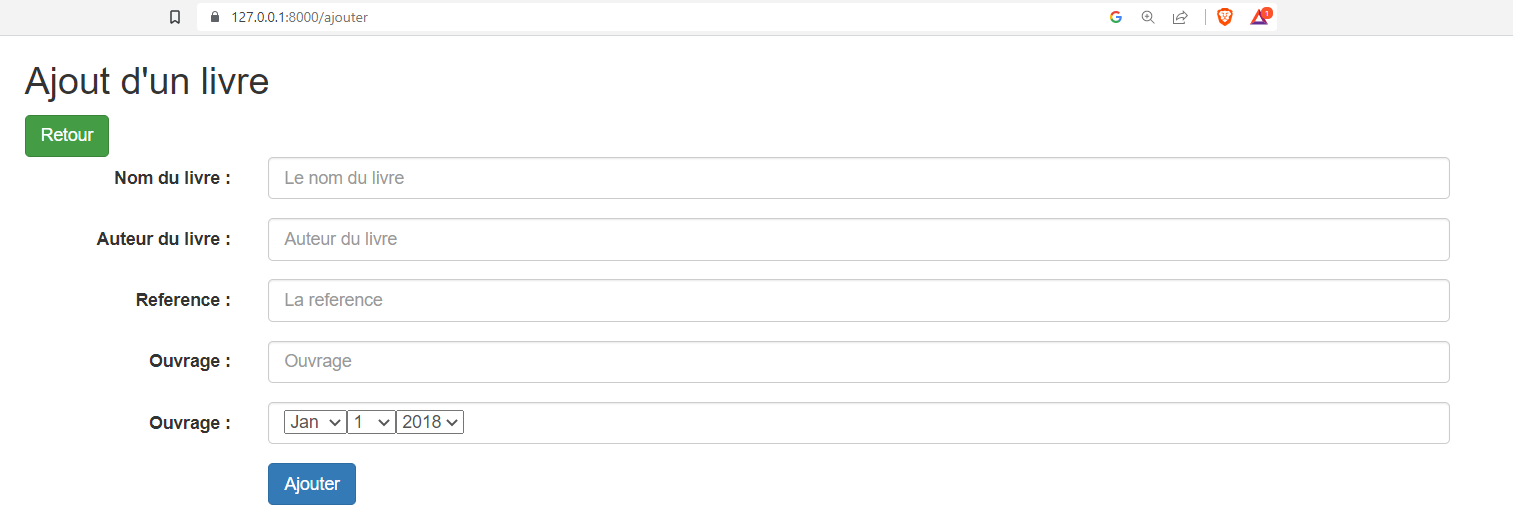 127.0.0.1:8000/ajouter
1
Ajout d'un livre
Retour
Nom du livre : Le nom du livre
Auteur du livre : Auteur du livre
Reference : La reference
Ouvrage : Ouvrage
Ouvrage : Jan 1 2018
Ajouter